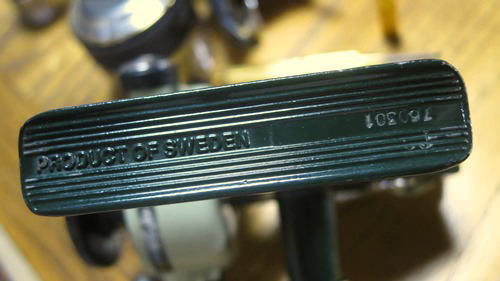 PRODUCT OF SWEDEN 760301